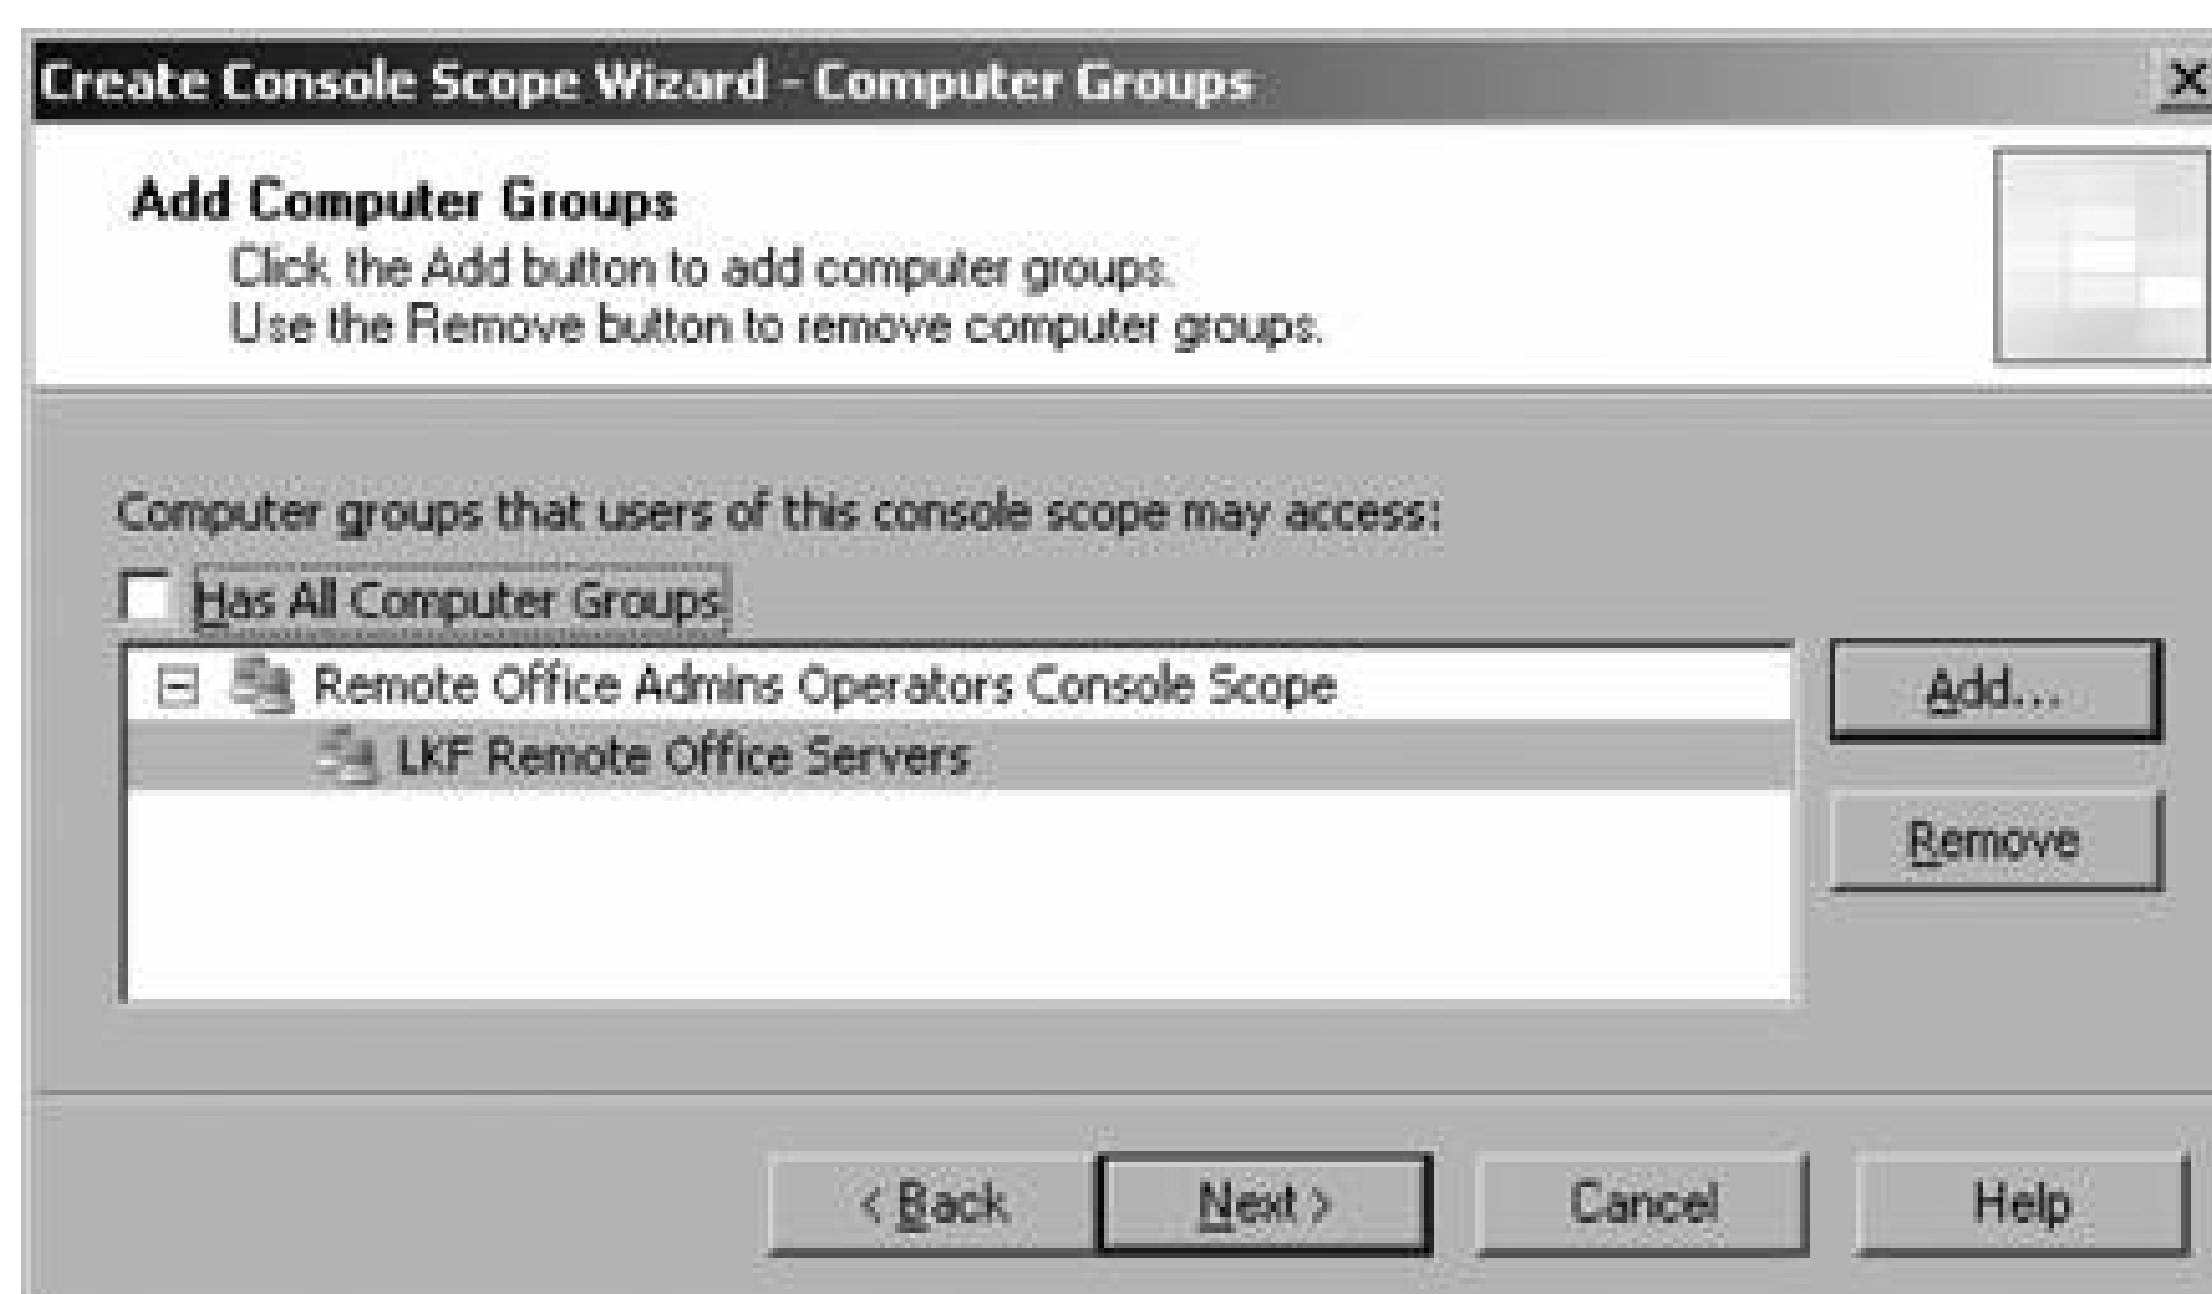 Create Console Scope Wizard - Computer Groups
Add Computer Groups
Click the Add button to add computer groups.
Use the Remove button to remove computer groups.
Computer groups that users of this console scope may access:
Has All Computer Groups
Remote Office Admins Operators Console Scope
Add...
LKF Remote Office Servers
Remove
< Back
Next >
Cancel
Help